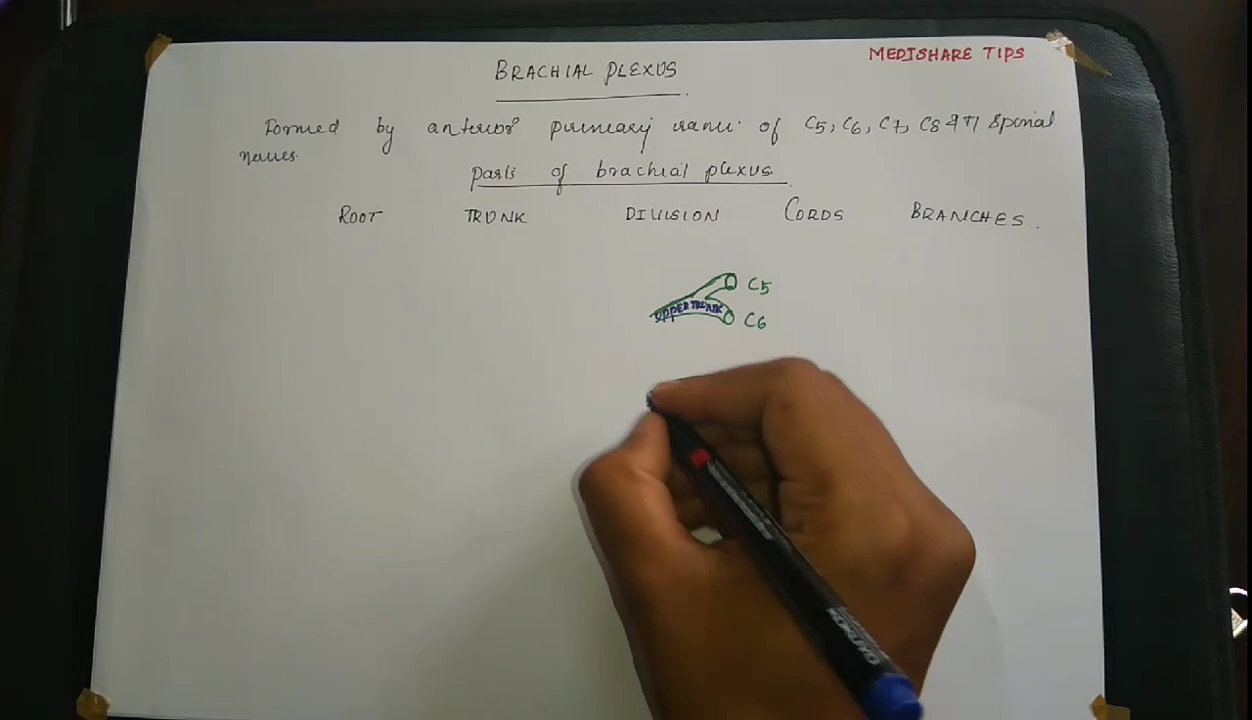 BRACHIAL PLEXUS
MEDISHARE TIPS
Formed by anterior primary rami of C5, C6, C7, C8 & T1 Spinal
nerves.
Parts of brachial plexus.
ROOT TRUNK DIVISION CORDS BRANCHES.
C5
UPPER TRUNK
C6
KOKUYO